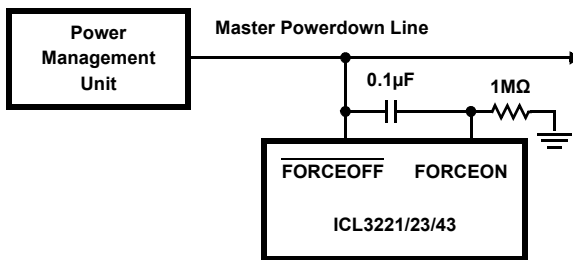 Power
Management
Unit
Master Powerdown Line
0.1µF
1MΩ
FORCEOFF FORCEON
ICL3221/23/43